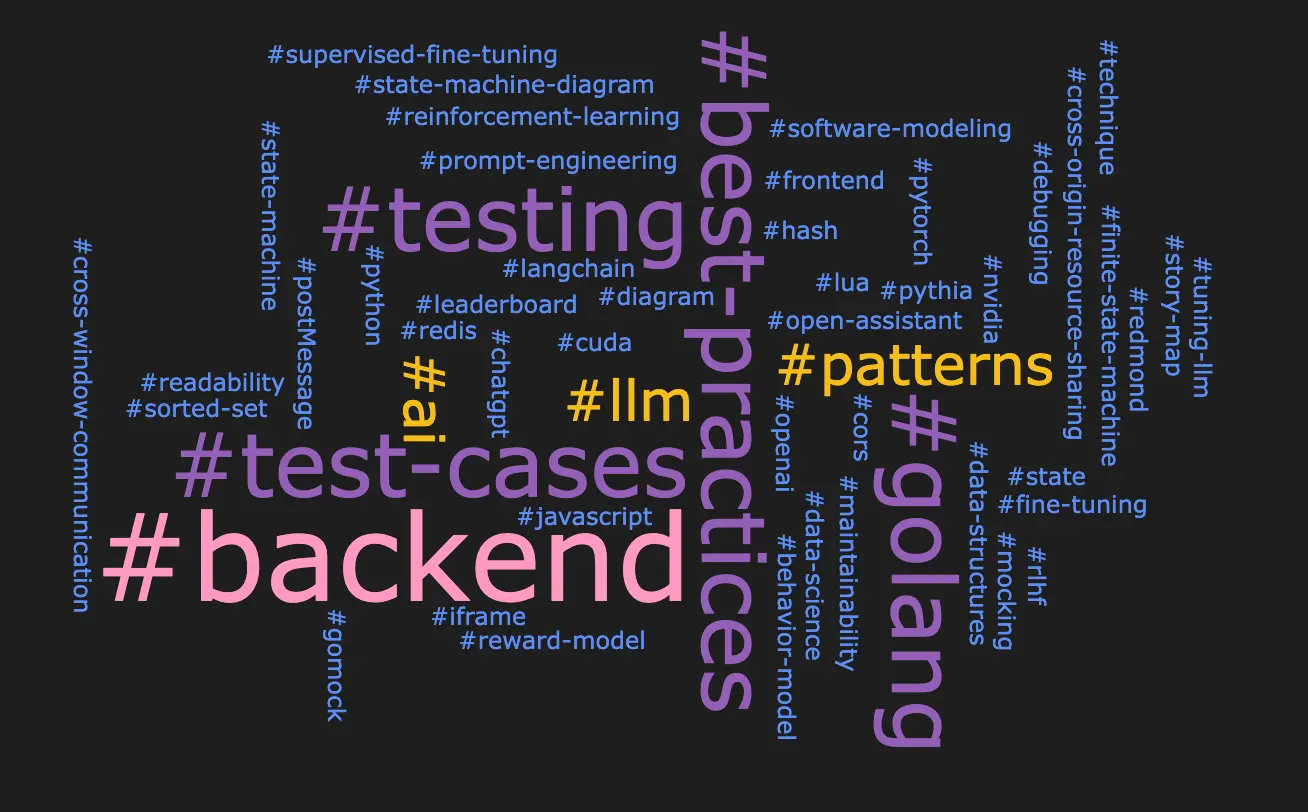 #supervised-fine-tuning
#state-machine-diagram
#reinforcement-learning
#prompt-engineering
#testing
#state-machine
#cross-window-communication
#postMessage
#python
#langchain
#leaderboard
#diagram
#redis
#chatgpt
#cuda
#readability
#sorted-set
#ai
#llm
#test-cases
#javascript
#backend
#gomock
#iframe
#reward-model
#best-practices
#software-modeling
#frontend
#hash
#pytorch
#lua
#pythia
#open-assistant
#nvidia
#patterns
#debugging
#cross-origin-resource-sharing
#technique
#finite-state-machine
#redmond
#story-map
#tuning-llm
#openai
#cors
#golang
#behavior-model
#data-science
#maintainability
#data-structures
#state
#fine-tuning
#mocking
#rlhf